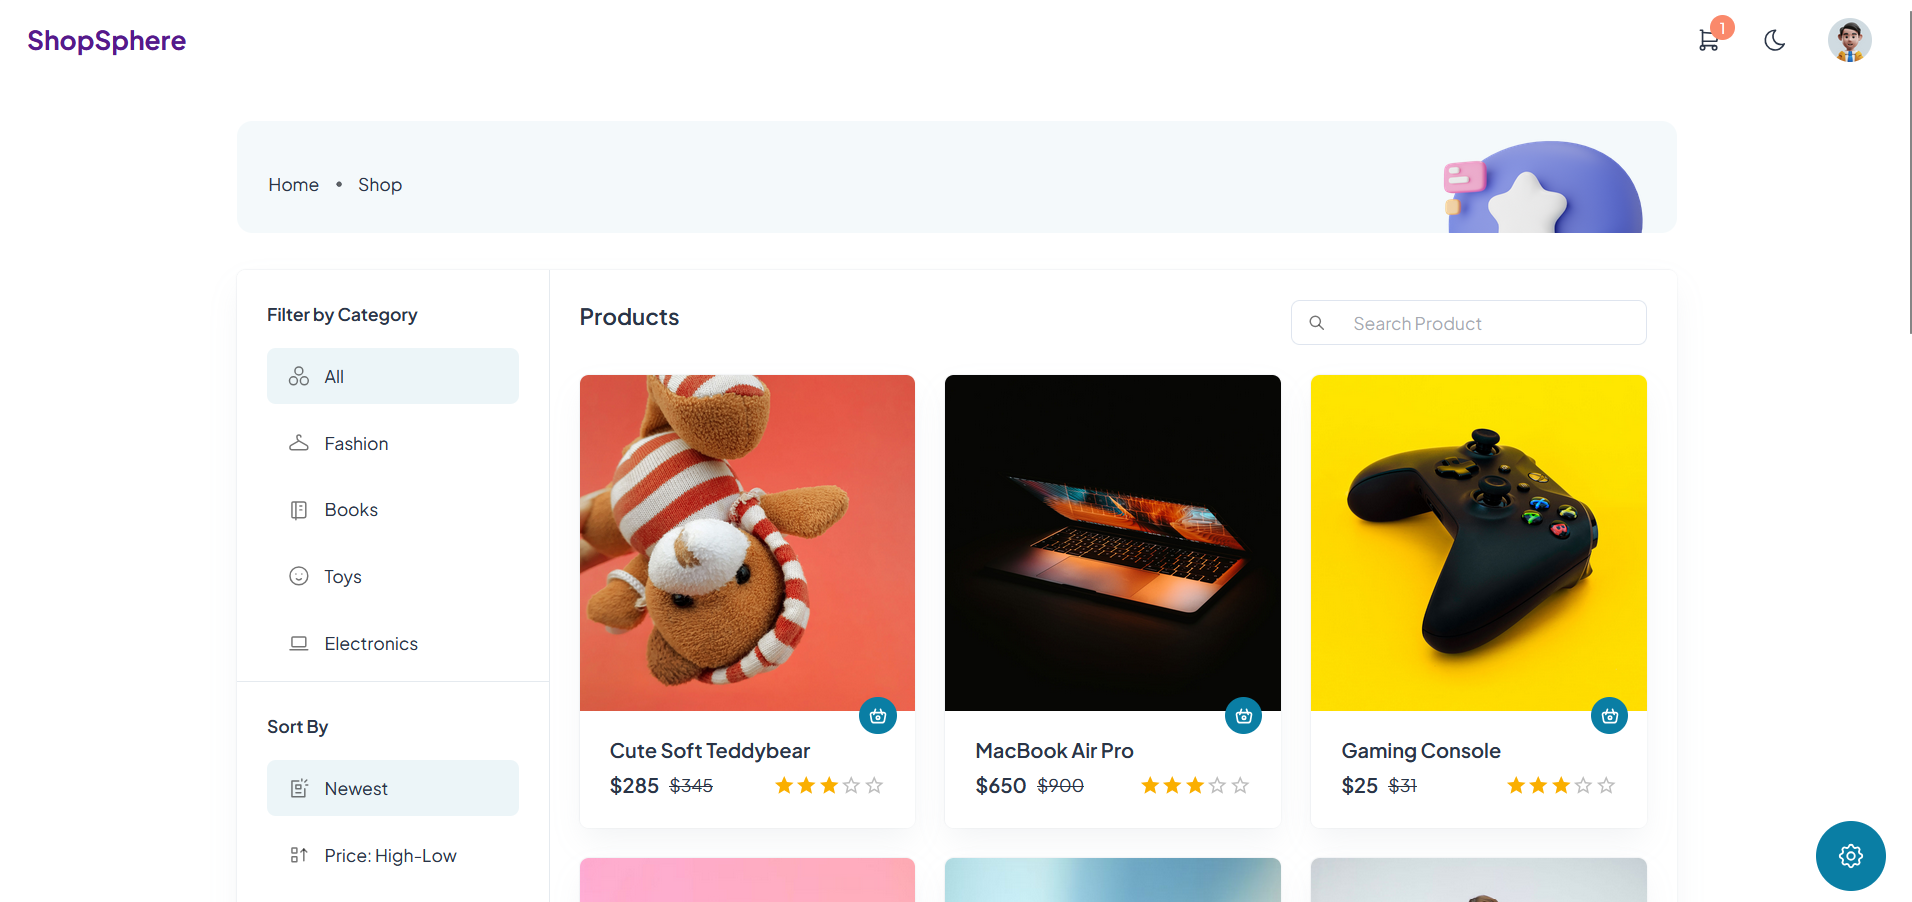 ShopSphere
1
Home • Shop
Filter by Category
All
Fashion
Books
Toys
Electronics
Sort By
Newest
Price: High-Low
Products
Search Product
Cute Soft Teddybear
$285 $345
MacBook Air Pro
$650 $900
Gaming Console
$25 $31
A
B
X
Y